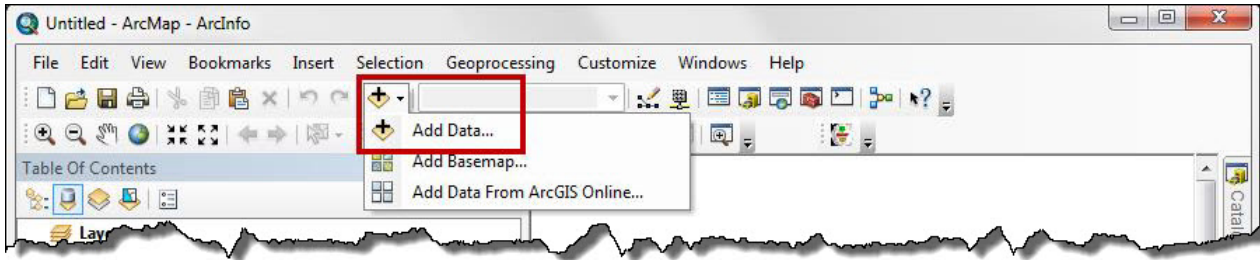 Untitled - ArcMap - ArcInfo
File Edit View Bookmarks Insert Selection Geoprocessing Customize Windows Help
Add Data...
Add Basemap...
Table Of Contents
Add Data From ArcGIS Online...